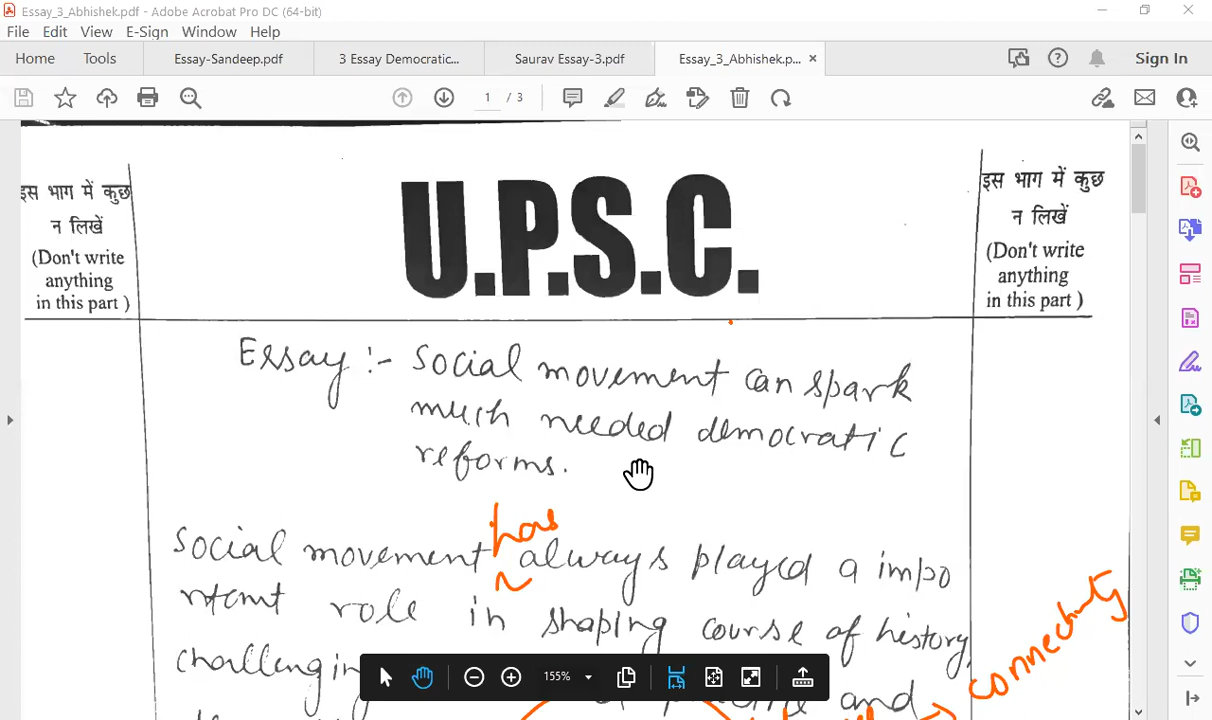 Essay_3_Abhishek.pdf - Adobe Acrobat Pro DC (64-bit)
File Edit View E-Sign Window Help
Home Tools Essay-Sandeep.pdf 3 Essay Democratic... Saurav Essay-3.pdf Essay_3_Abhishek.p... × Sign In
1 / 3
इस भाग में कुछ
न लिखें
(Don't write
anything
in this part )
U.P.S.C.
इस भाग में कुछ
न लिखें
(Don't write
anything
in this part )
Essay :- Social movement can spark
much needed democratic
reforms.
has
Social movement always played a impo
rtant role in shaping course of history,
connectivity
challengin
155%
and